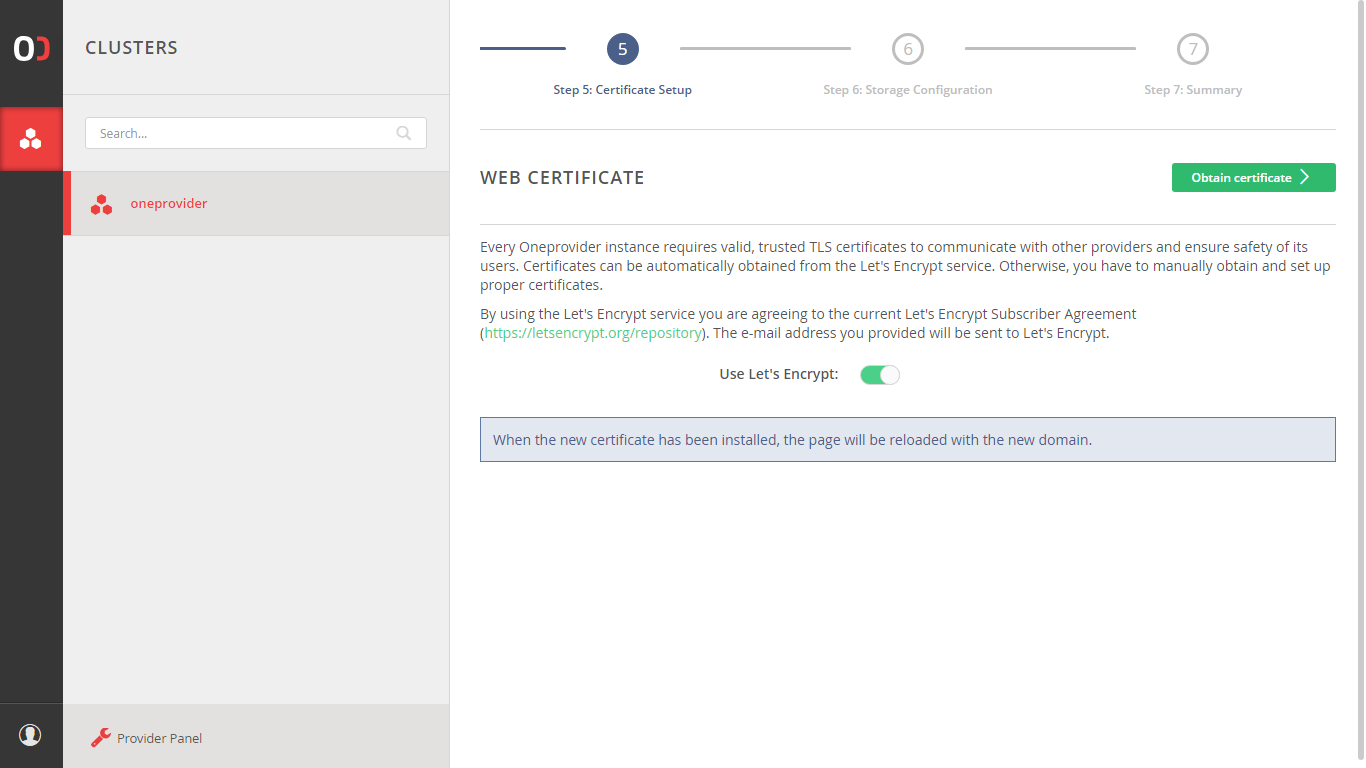 CLUSTERS
Search...
oneprovider
Provider Panel
5
6
7
Step 5: Certificate Setup
Step 6: Storage Configuration
Step 7: Summary
WEB CERTIFICATE
Obtain certificate
Every Oneprovider instance requires valid, trusted TLS certificates to communicate with other providers and ensure safety of its
users. Certificates can be automatically obtained from the Let's Encrypt service. Otherwise, you have to manually obtain and set up
proper certificates.
By using the Let's Encrypt service you are agreeing to the current Let's Encrypt Subscriber Agreement
(https://letsencrypt.org/repository). The e-mail address you provided will be sent to Let's Encrypt.
Use Let's Encrypt:
When the new certificate has been installed, the page will be reloaded with the new domain.